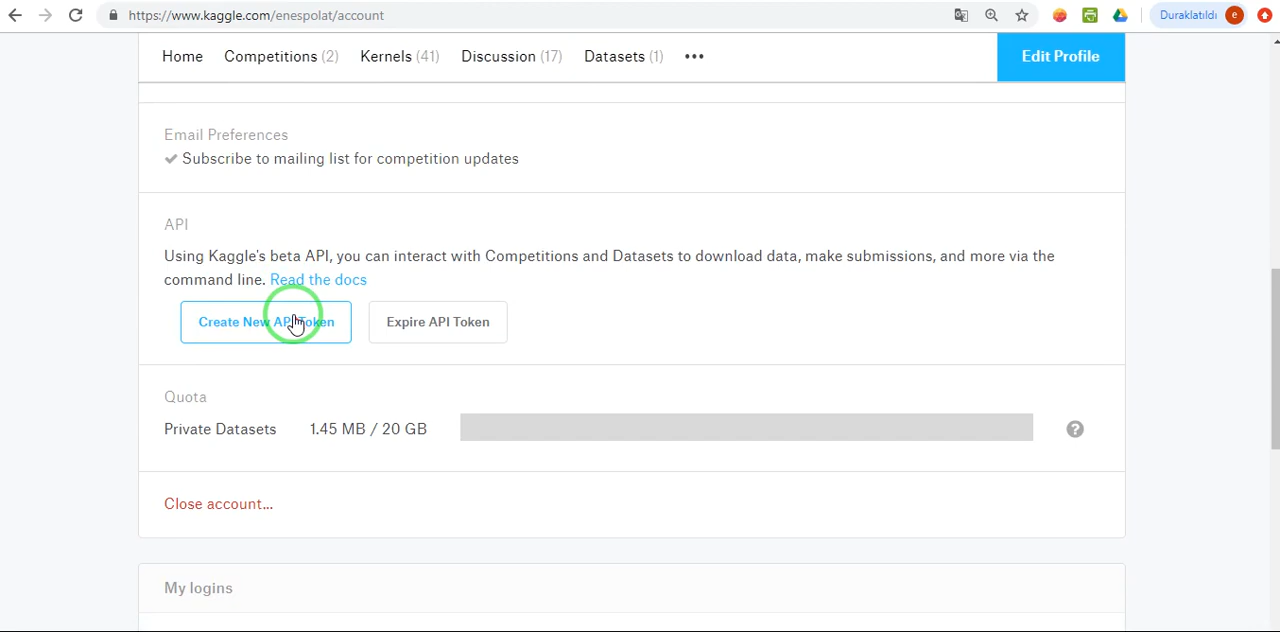 https://www.kaggle.com/enespolat/account
Duraklatıldı e
Home Competitions (2) Kernels (41) Discussion (17) Datasets (1) •••
Edit Profile
Email Preferences
✔ Subscribe to mailing list for competition updates
API
Using Kaggle's beta API, you can interact with Competitions and Datasets to download data, make submissions, and more via the
command line. Read the docs
Create New API Token Expire API Token
Quota
Private Datasets 1.45 MB / 20 GB ?
Close account...
My logins